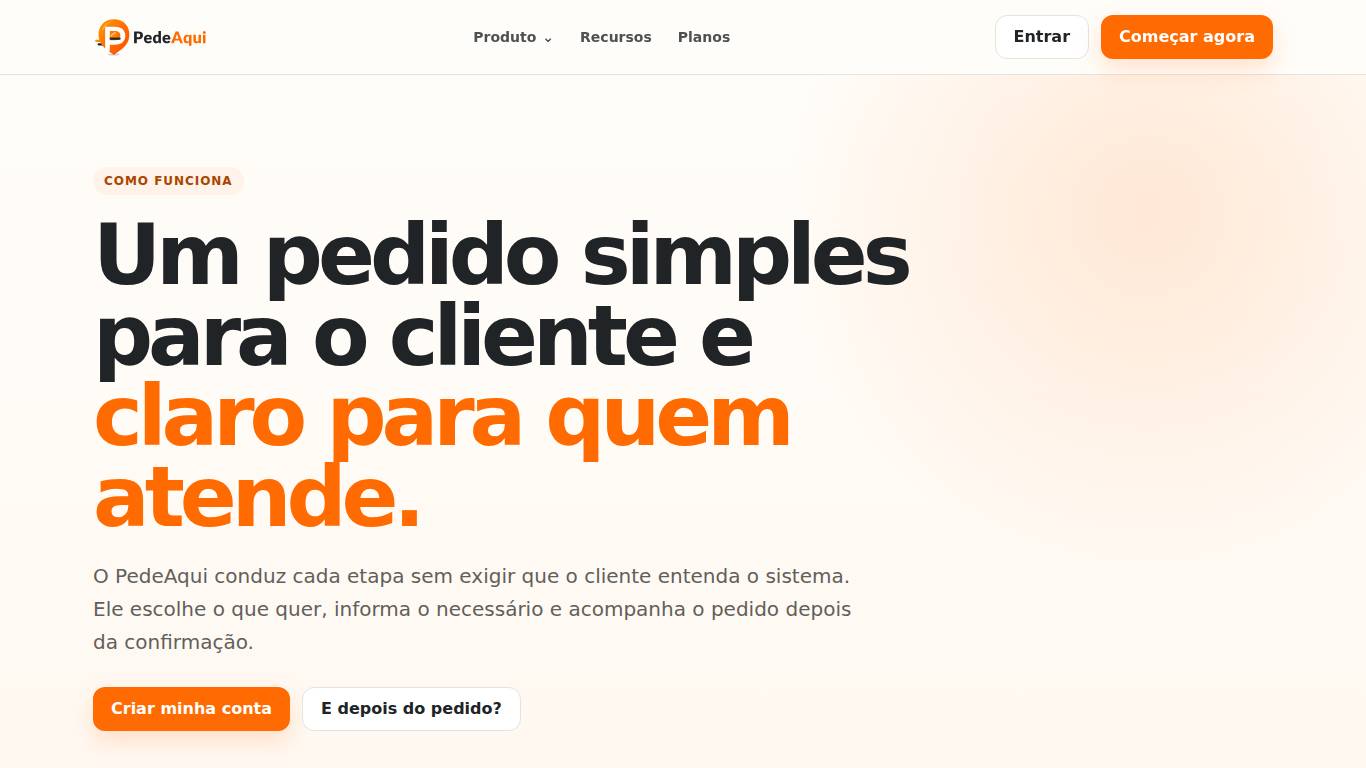 PedeAqui
Produto
Recursos
Planos
Entrar
Começar agora
COMO FUNCIONA
Um pedido simples
para o cliente e
claro para quem
atende.
O PedeAqui conduz cada etapa sem exigir que o cliente entenda o sistema.
Ele escolhe o que quer, informa o necessário e acompanha o pedido depois
da confirmação.
Criar minha conta
E depois do pedido?